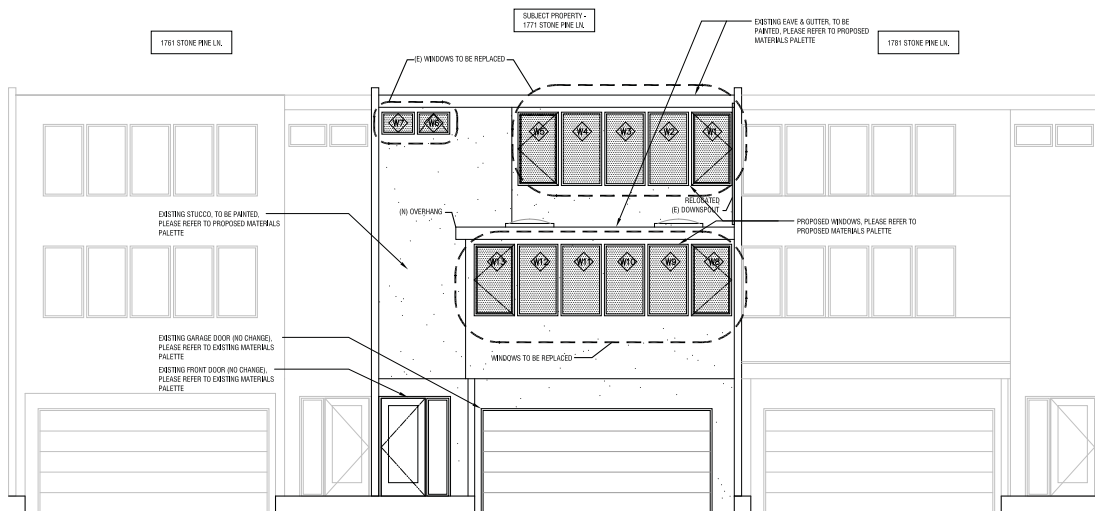 SUBJECT PROPERTY -
1771 STONE PINE LN.
1761 STONE PINE LN.
EXISTING EAVE & GUTTER, TO BE
PAINTED, PLEASE REFER TO PROPOSED
MATERIALS PALETTE
1781 STONE PINE LN.
(E) WINDOWS TO BE REPLACED
W7
W6
W5
W4
W3
W2
W1
RELOCATED
(E) DOWNSPOUT
(N) OVERHANG
EXISTING STUCCO, TO BE PAINTED,
PLEASE REFER TO PROPOSED MATERIALS
PALETTE
PROPOSED WINDOWS, PLEASE REFER TO
PROPOSED MATERIALS PALETTE
W13
W12
W11
W10
W9
W8
EXISTING GARAGE DOOR (NO CHANGE),
PLEASE REFER TO EXISTING MATERIALS
PALETTE
WINDOWS TO BE REPLACED
EXISTING FRONT DOOR (NO CHANGE),
PLEASE REFER TO EXISTING MATERIALS
PALETTE